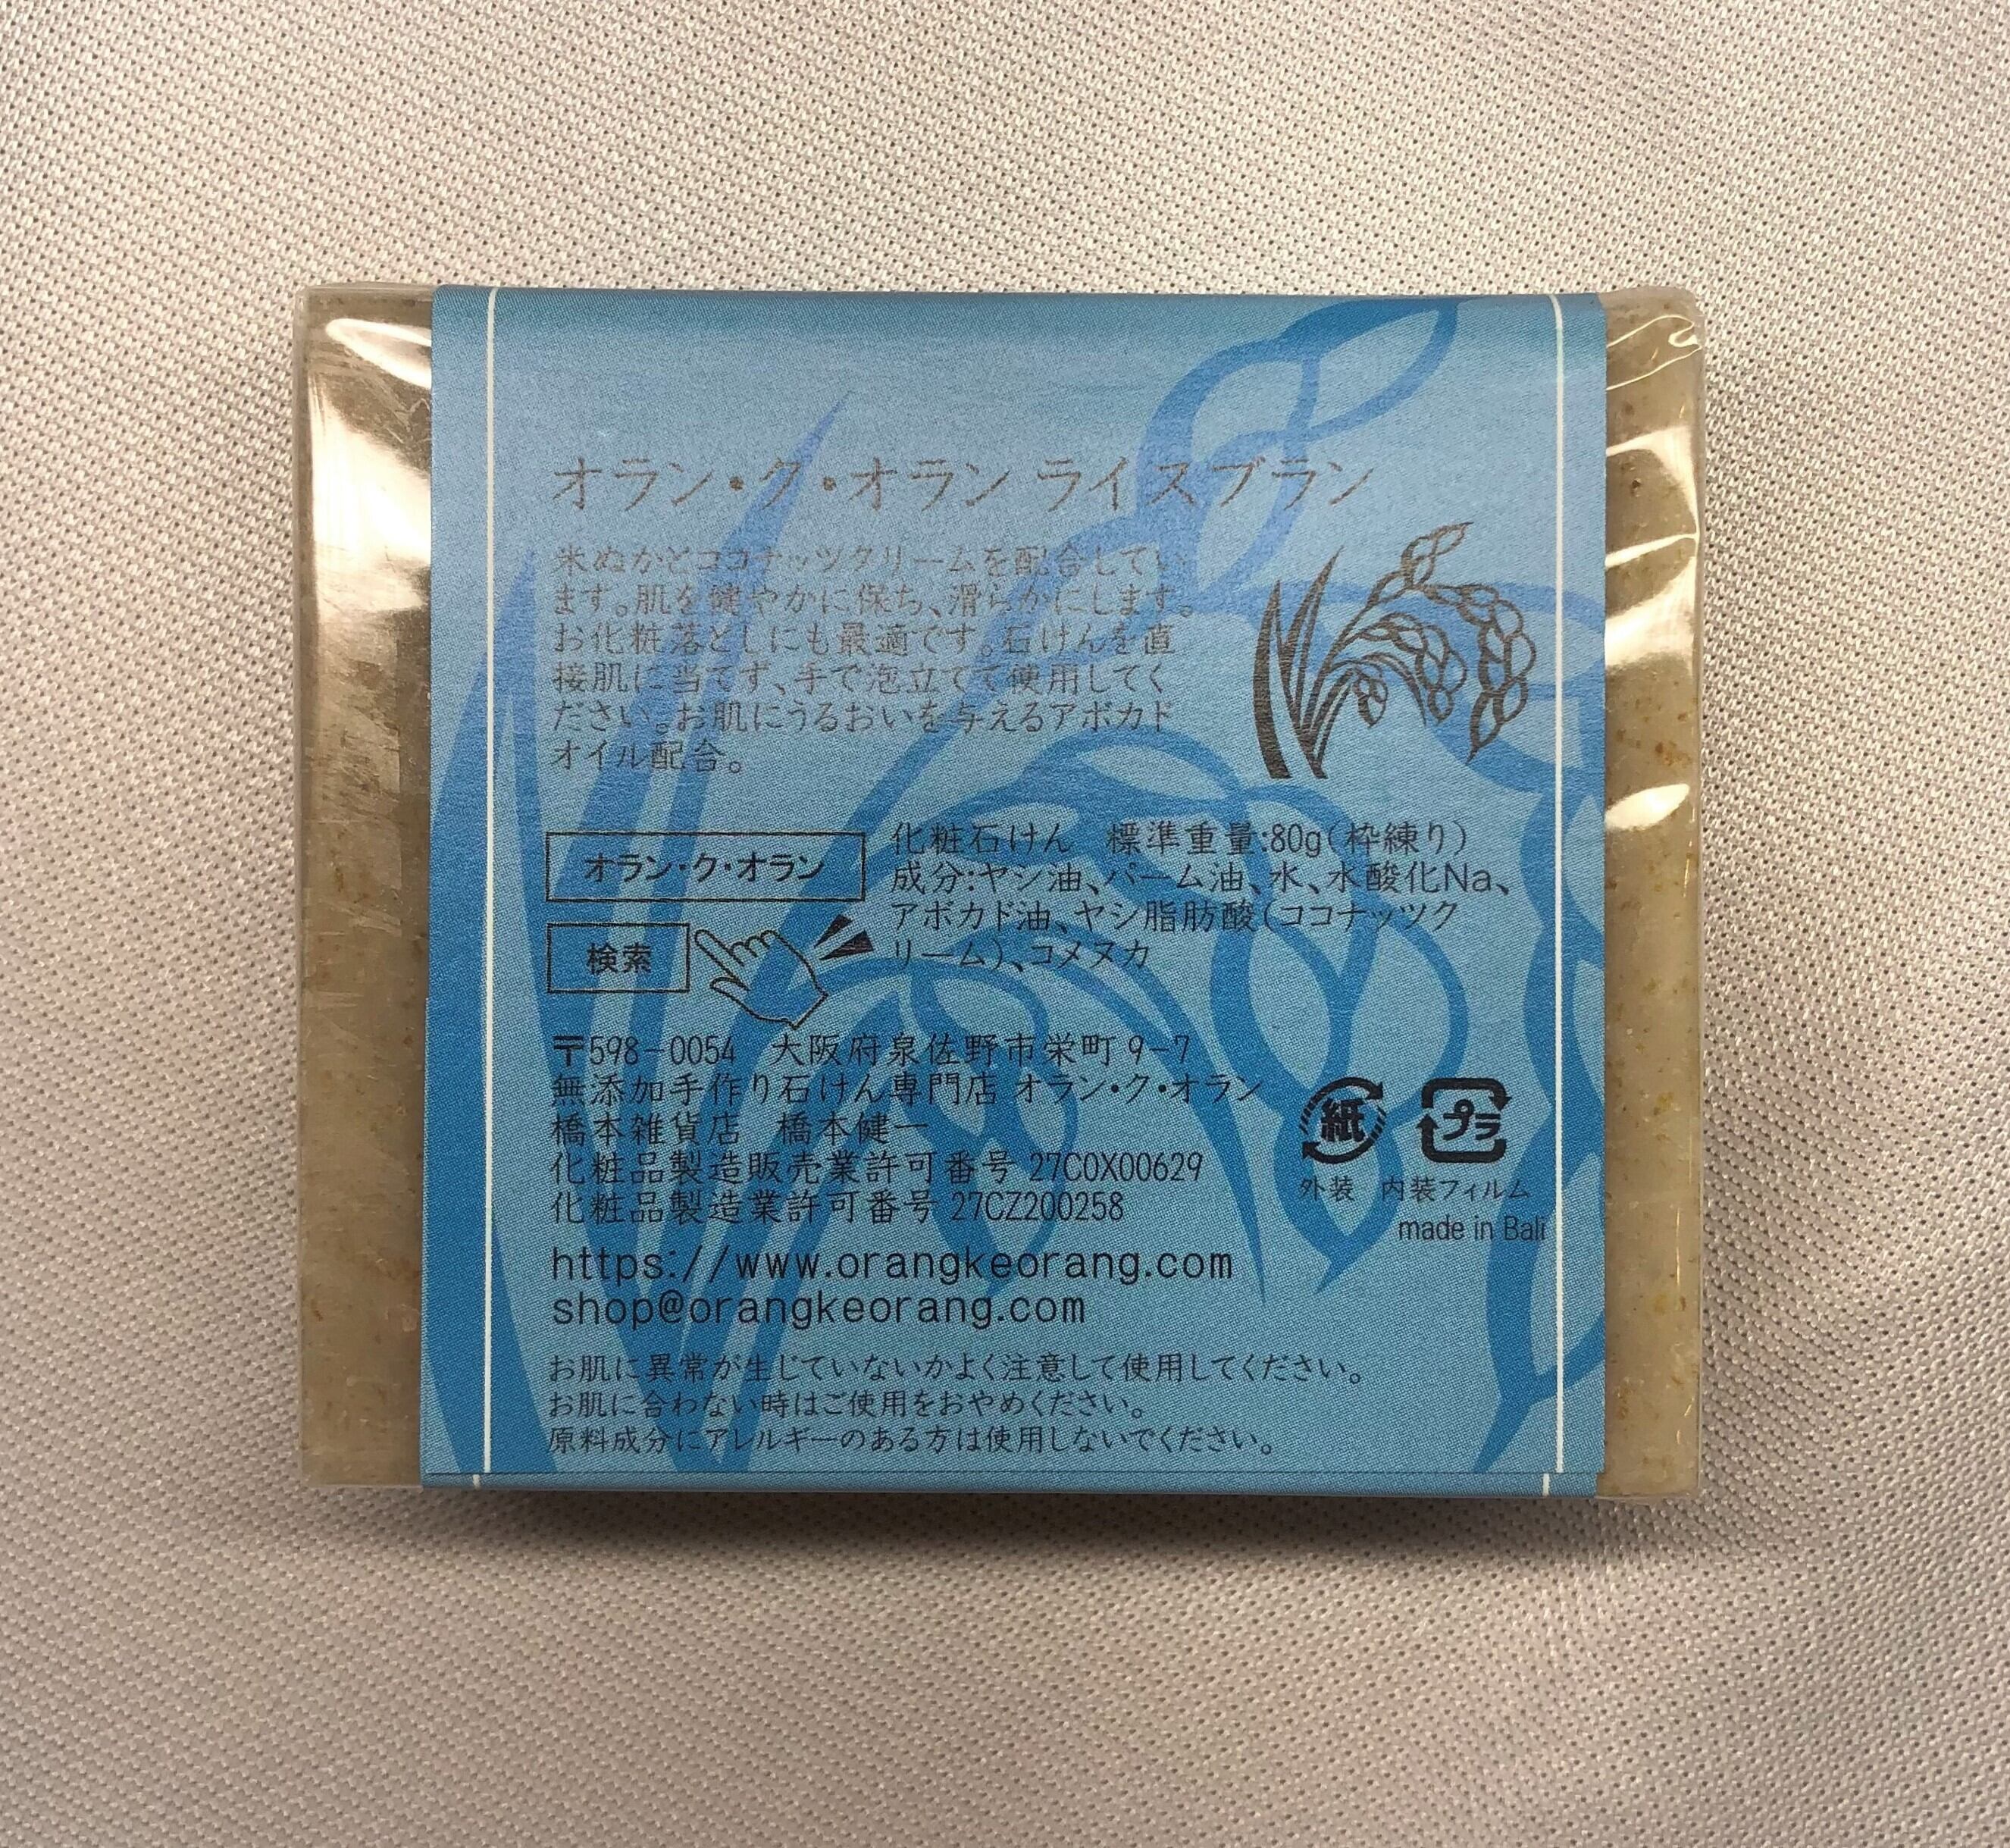 オラン・ク・オラン ライスブラン
米ぬかとココナッツクリームを配合してい
ます。肌を健やかに保ち、滑らかにします。
お化粧落としにも最適です。石けんを直
接肌に当てず、手で泡立てて使用してく
ださい。お肌にうるおいを与えるアボカド
オイル配合。
オラン・ク・オラン
検索
化粧石けん　標準重量:80g(枠練り)
成分:ヤシ油、パーム油、水、水酸化Na、
アボカド油、ヤシ脂肪酸(ココナッツク
リーム)、コメヌカ
〒598-0054　大阪府泉佐野市栄町9-7
無添加手作り石けん専門店 オラン・ク・オラン
橋本雑貨店　橋本健一
化粧品製造販売業許可番号 27C0X00629
化粧品製造業許可番号 27CZ200258
紙 プラ
外装　内装フィルム
made in Bali
https://www.orangkeorang.com
shop@orangkeorang.com
お肌に異常が生じていないかよく注意して使用してください。
お肌に合わない時はご使用をおやめください。
原料成分にアレルギーのある方は使用しないでください。